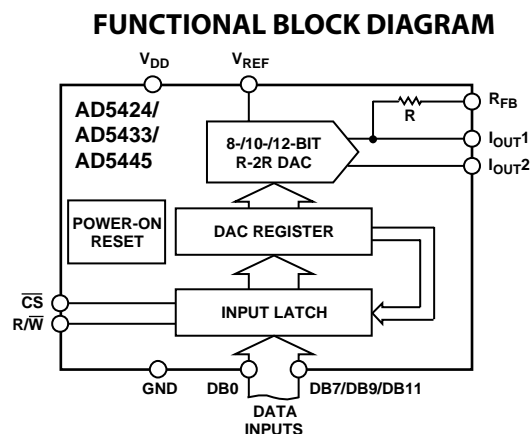 FUNCTIONAL BLOCK DIAGRAM
VDD
VREF
AD5424/
AD5433/
AD5445
RFB
R
8-/10-/12-BIT
R-2R DAC
IOUT1
IOUT2
POWER-ON
RESET
DAC REGISTER
C̅S̅
R/W̅
INPUT LATCH
GND
DB0
DB7/DB9/DB11
DATA
INPUTS